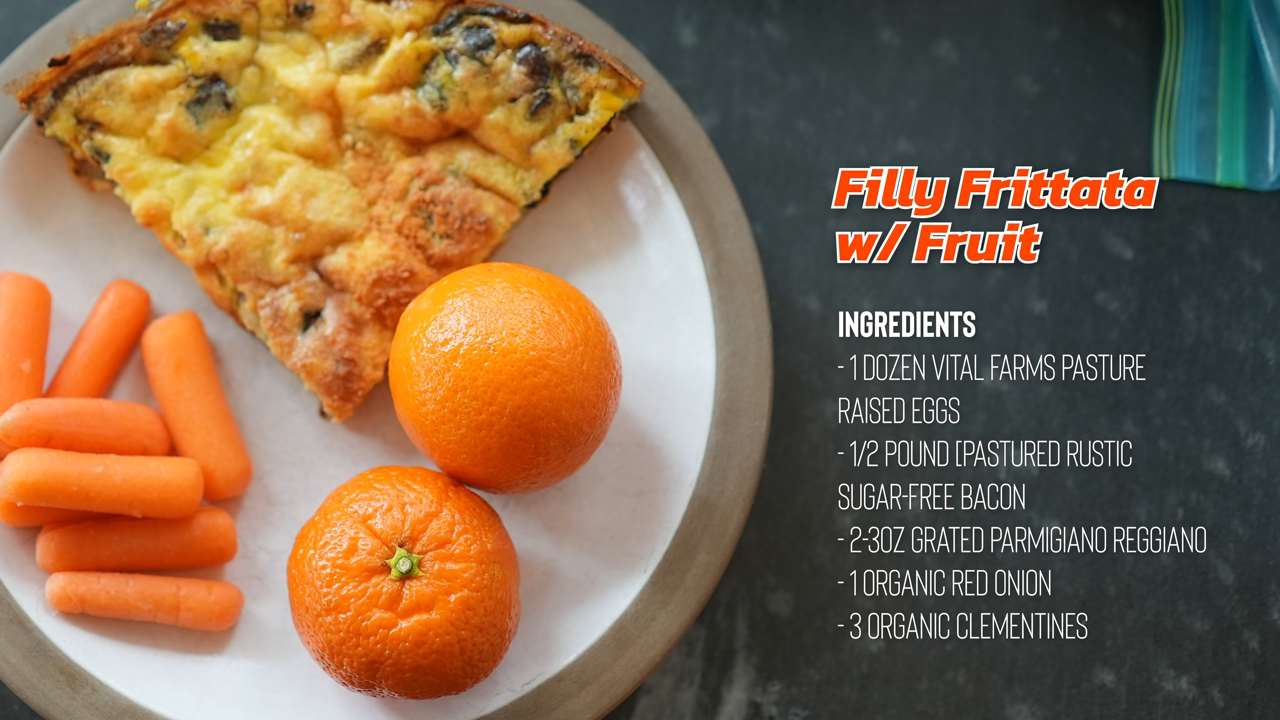 Filly Frittata
w/ Fruit
INGREDIENTS
- 1 DOZEN VITAL FARMS PASTURE
RAISED EGGS
- 1/2 POUND [PASTURED RUSTIC
SUGAR-FREE BACON
- 2-3OZ GRATED PARMIGIANO REGGIANO
- 1 ORGANIC RED ONION
- 3 ORGANIC CLEMENTINES